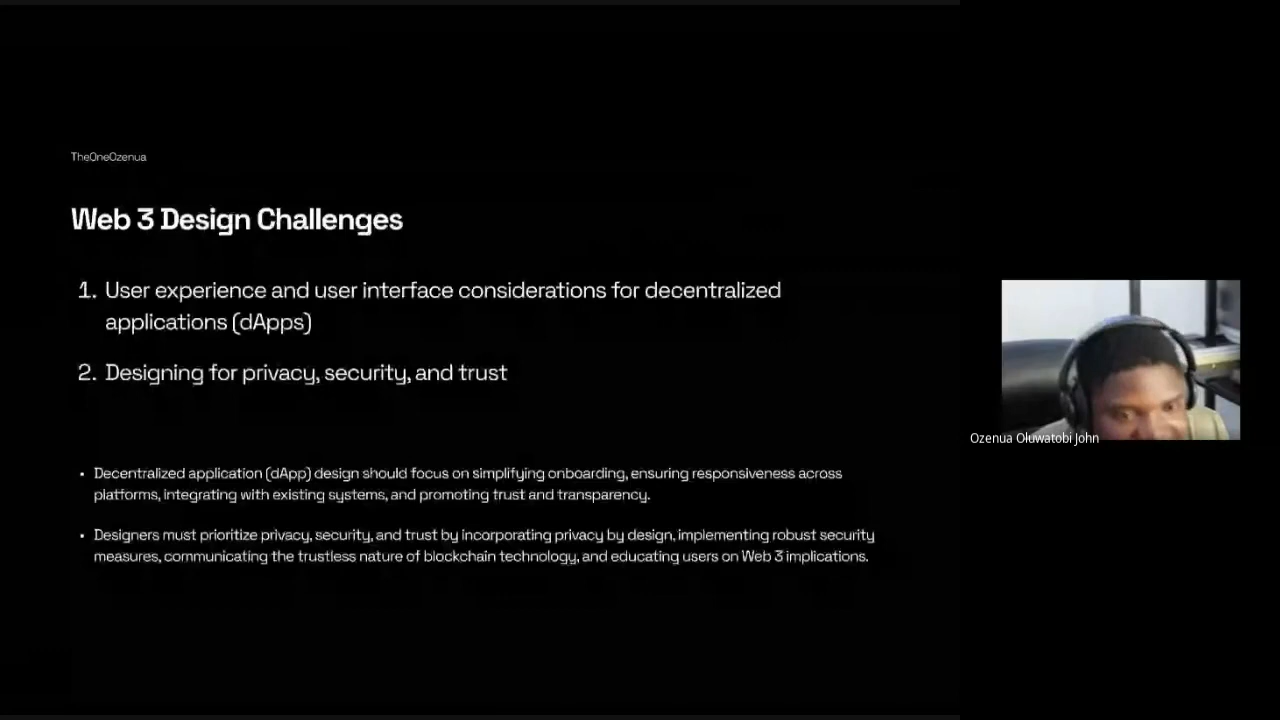 TheOneOzenua
Web 3 Design Challenges
1. User experience and user interface considerations for decentralized
applications (dApps)
2. Designing for privacy, security, and trust
• Decentralized application (dApp) design should focus on simplifying onboarding, ensuring responsiveness across
platforms, integrating with existing systems, and promoting trust and transparency.
• Designers must prioritize privacy, security, and trust by incorporating privacy by design, implementing robust security
measures, communicating the trustless nature of blockchain technology, and educating users on Web 3 implications.
Ozenua Oluwatobi John